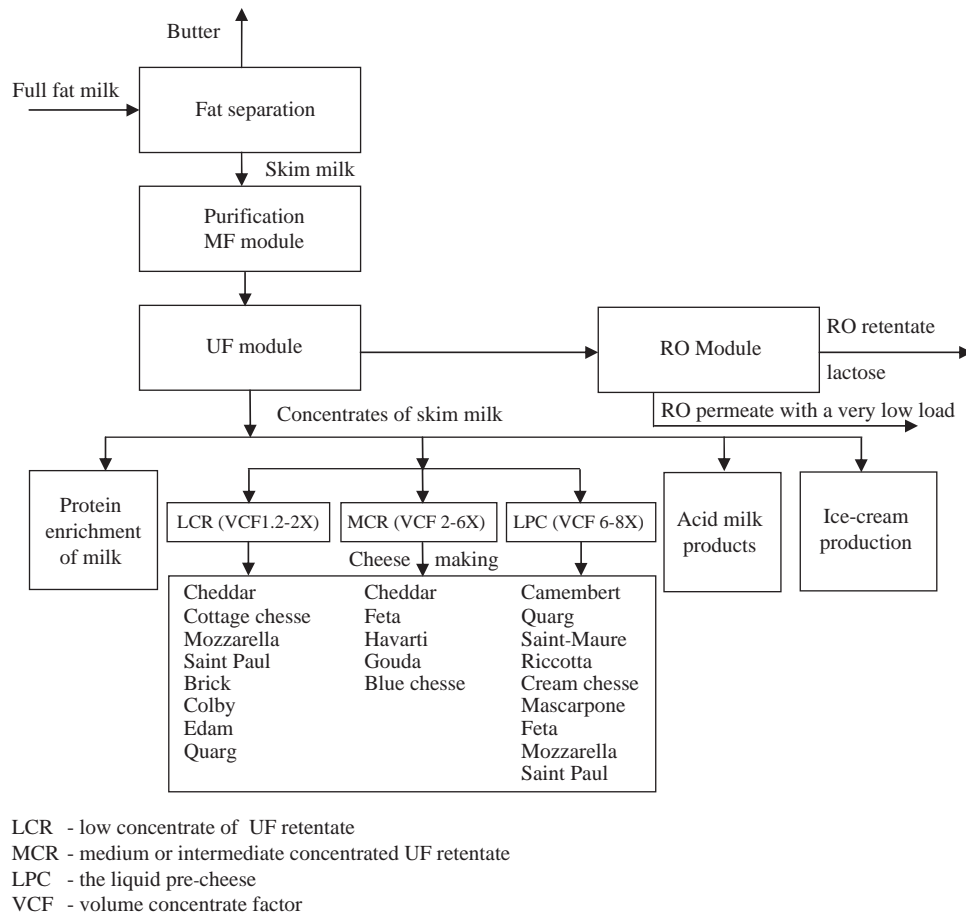 Butter
Full fat milk
Fat separation
Skim milk
Purification
MF module
UF module
RO Module
RO retentate
lactose
RO permeate with a very low load
Concentrates of skim milk
Protein
enrichment
of milk
LCR (VCF1.2-2X)
MCR (VCF 2-6X)
LPC (VCF 6-8X)
Acid milk
products
Ice-cream
production
Cheese making
Cheddar
Cottage chesse
Mozzarella
Saint Paul
Brick
Colby
Edam
Quarg
Cheddar
Feta
Havarti
Gouda
Blue chesse
Camembert
Quarg
Saint-Maure
Riccotta
Cream chesse
Mascarpone
Feta
Mozzarella
Saint Paul
LCR - low concentrate of UF retentate
MCR - medium or intermediate concentrated UF retentate
LPC - the liquid pre-cheese
VCF - volume concentrate factor